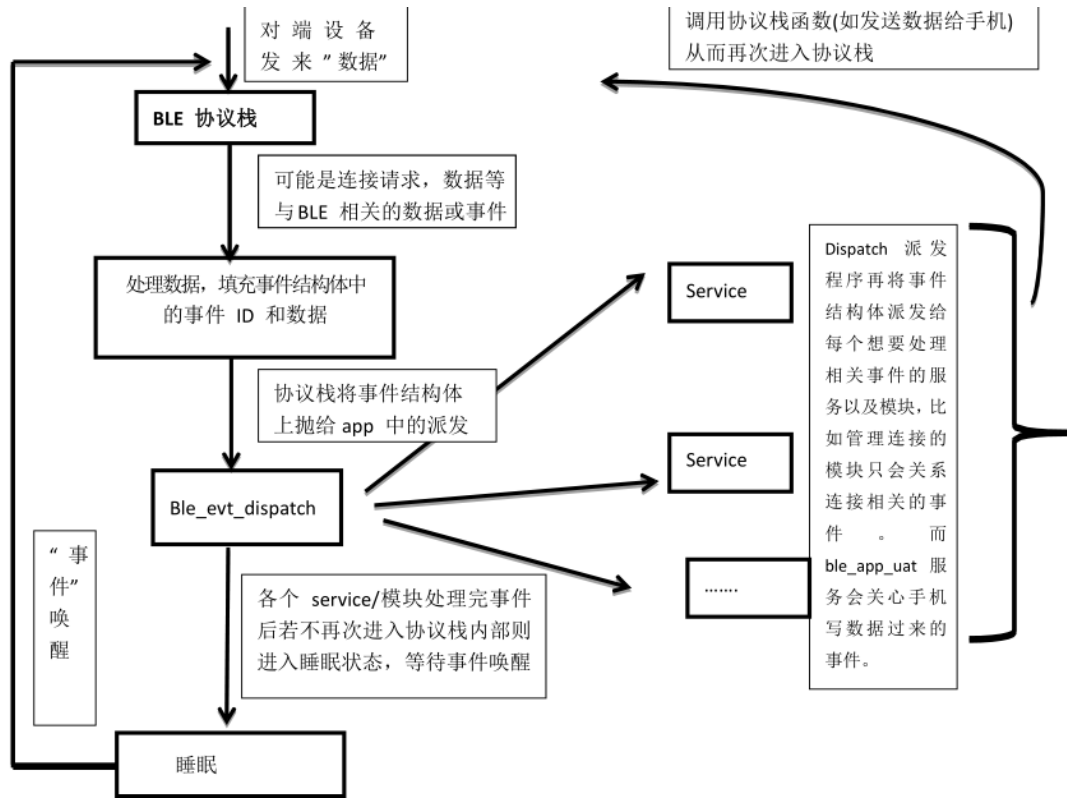 对端设备
发来"数据"
调用协议栈函数(如发送数据给手机)
从而再次进入协议栈
BLE 协议栈
可能是连接请求，数据等
与BLE 相关的数据或事件
处理数据，填充事件结构体中
的事件 ID 和数据
协议栈将事件结构体
上抛给 app 中的派发
Ble_evt_dispatch
Service
Service
.......
Dispatch 派发
程序再将事件
结构体派发给
每个想要处理
相关事件的服
务以及模块，比
如管理连接的
模块只会关系
连接相关的事
件。而
ble_app_uat 服
务会关心手机
写数据过来的
事件。
"事
件"
唤
醒
各个 service/模块处理完事件
后若不再次进入协议栈内部则
进入睡眠状态，等待事件唤醒
睡眠